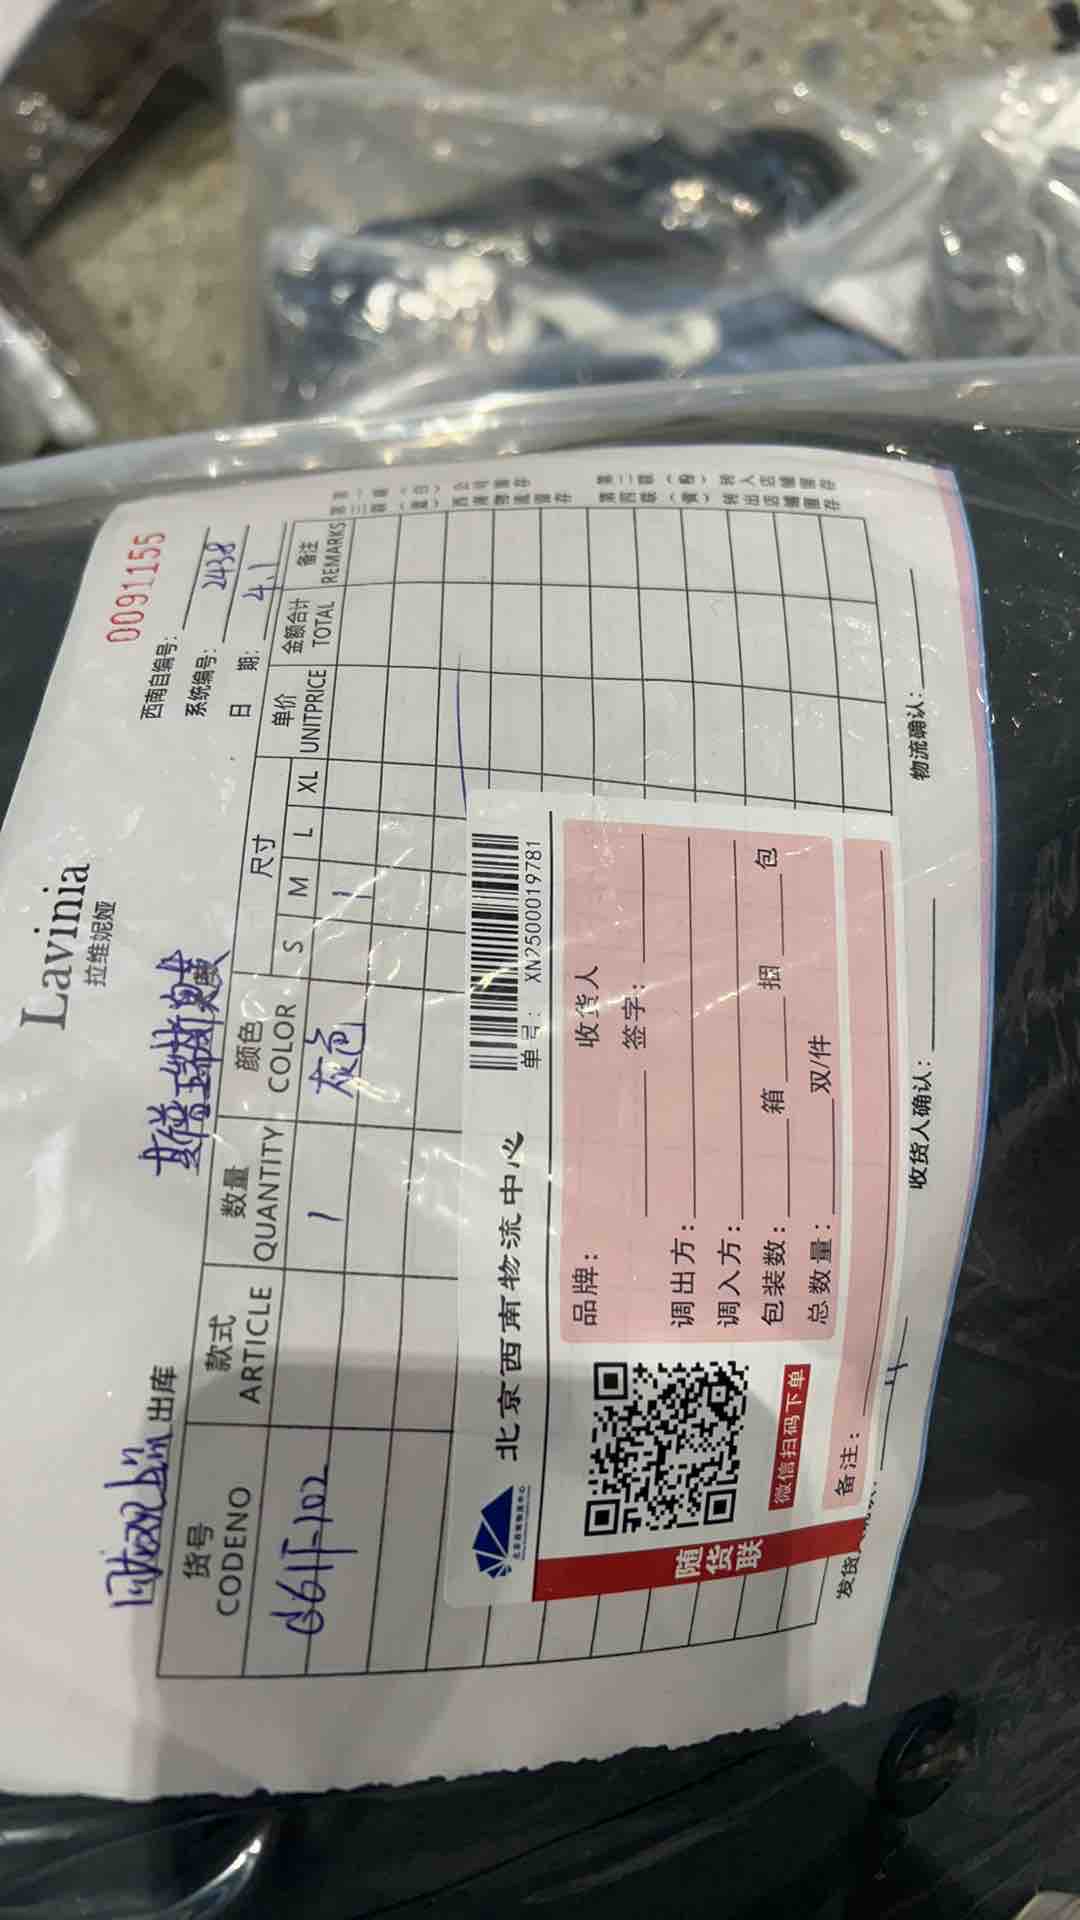 Lavinia
拉维妮娅
0091155
西南自编号：
系统编号： 2438
日 期： 4.1
出库
货号 款式 数量 颜色 尺寸 单价 金额合计 备注
CODENO ARTICLE QUANTITY COLOR S M L XL UNITPRICE TOTAL REMARKS
1 灰色 1
北京西南物流中心
单号： XN2500019781
品牌：
收货人
签字：
调出方：
调入方：
包装数： 箱 捆 包
总数量： 双/件
备注：
微信扫码下单
随货联
收货人确认：
物流确认：